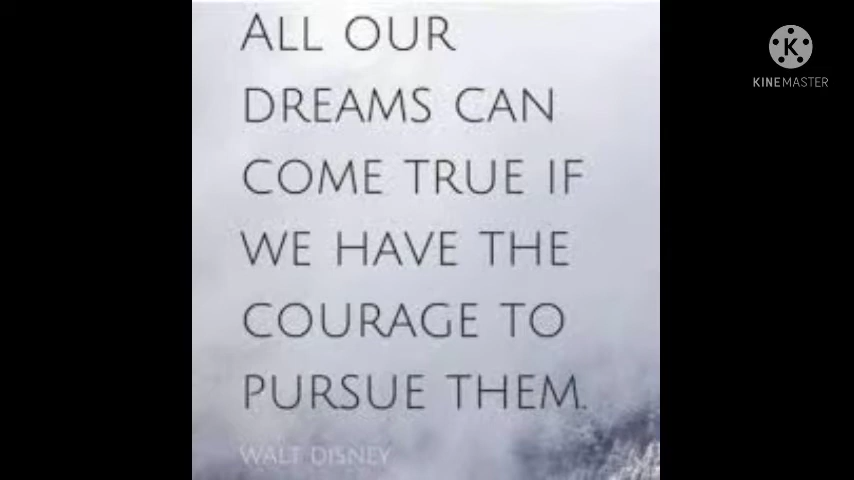 ALL OUR
DREAMS CAN
COME TRUE IF
WE HAVE THE
COURAGE TO
PURSUE THEM.
WALT DISNEY
K
KINEMASTER